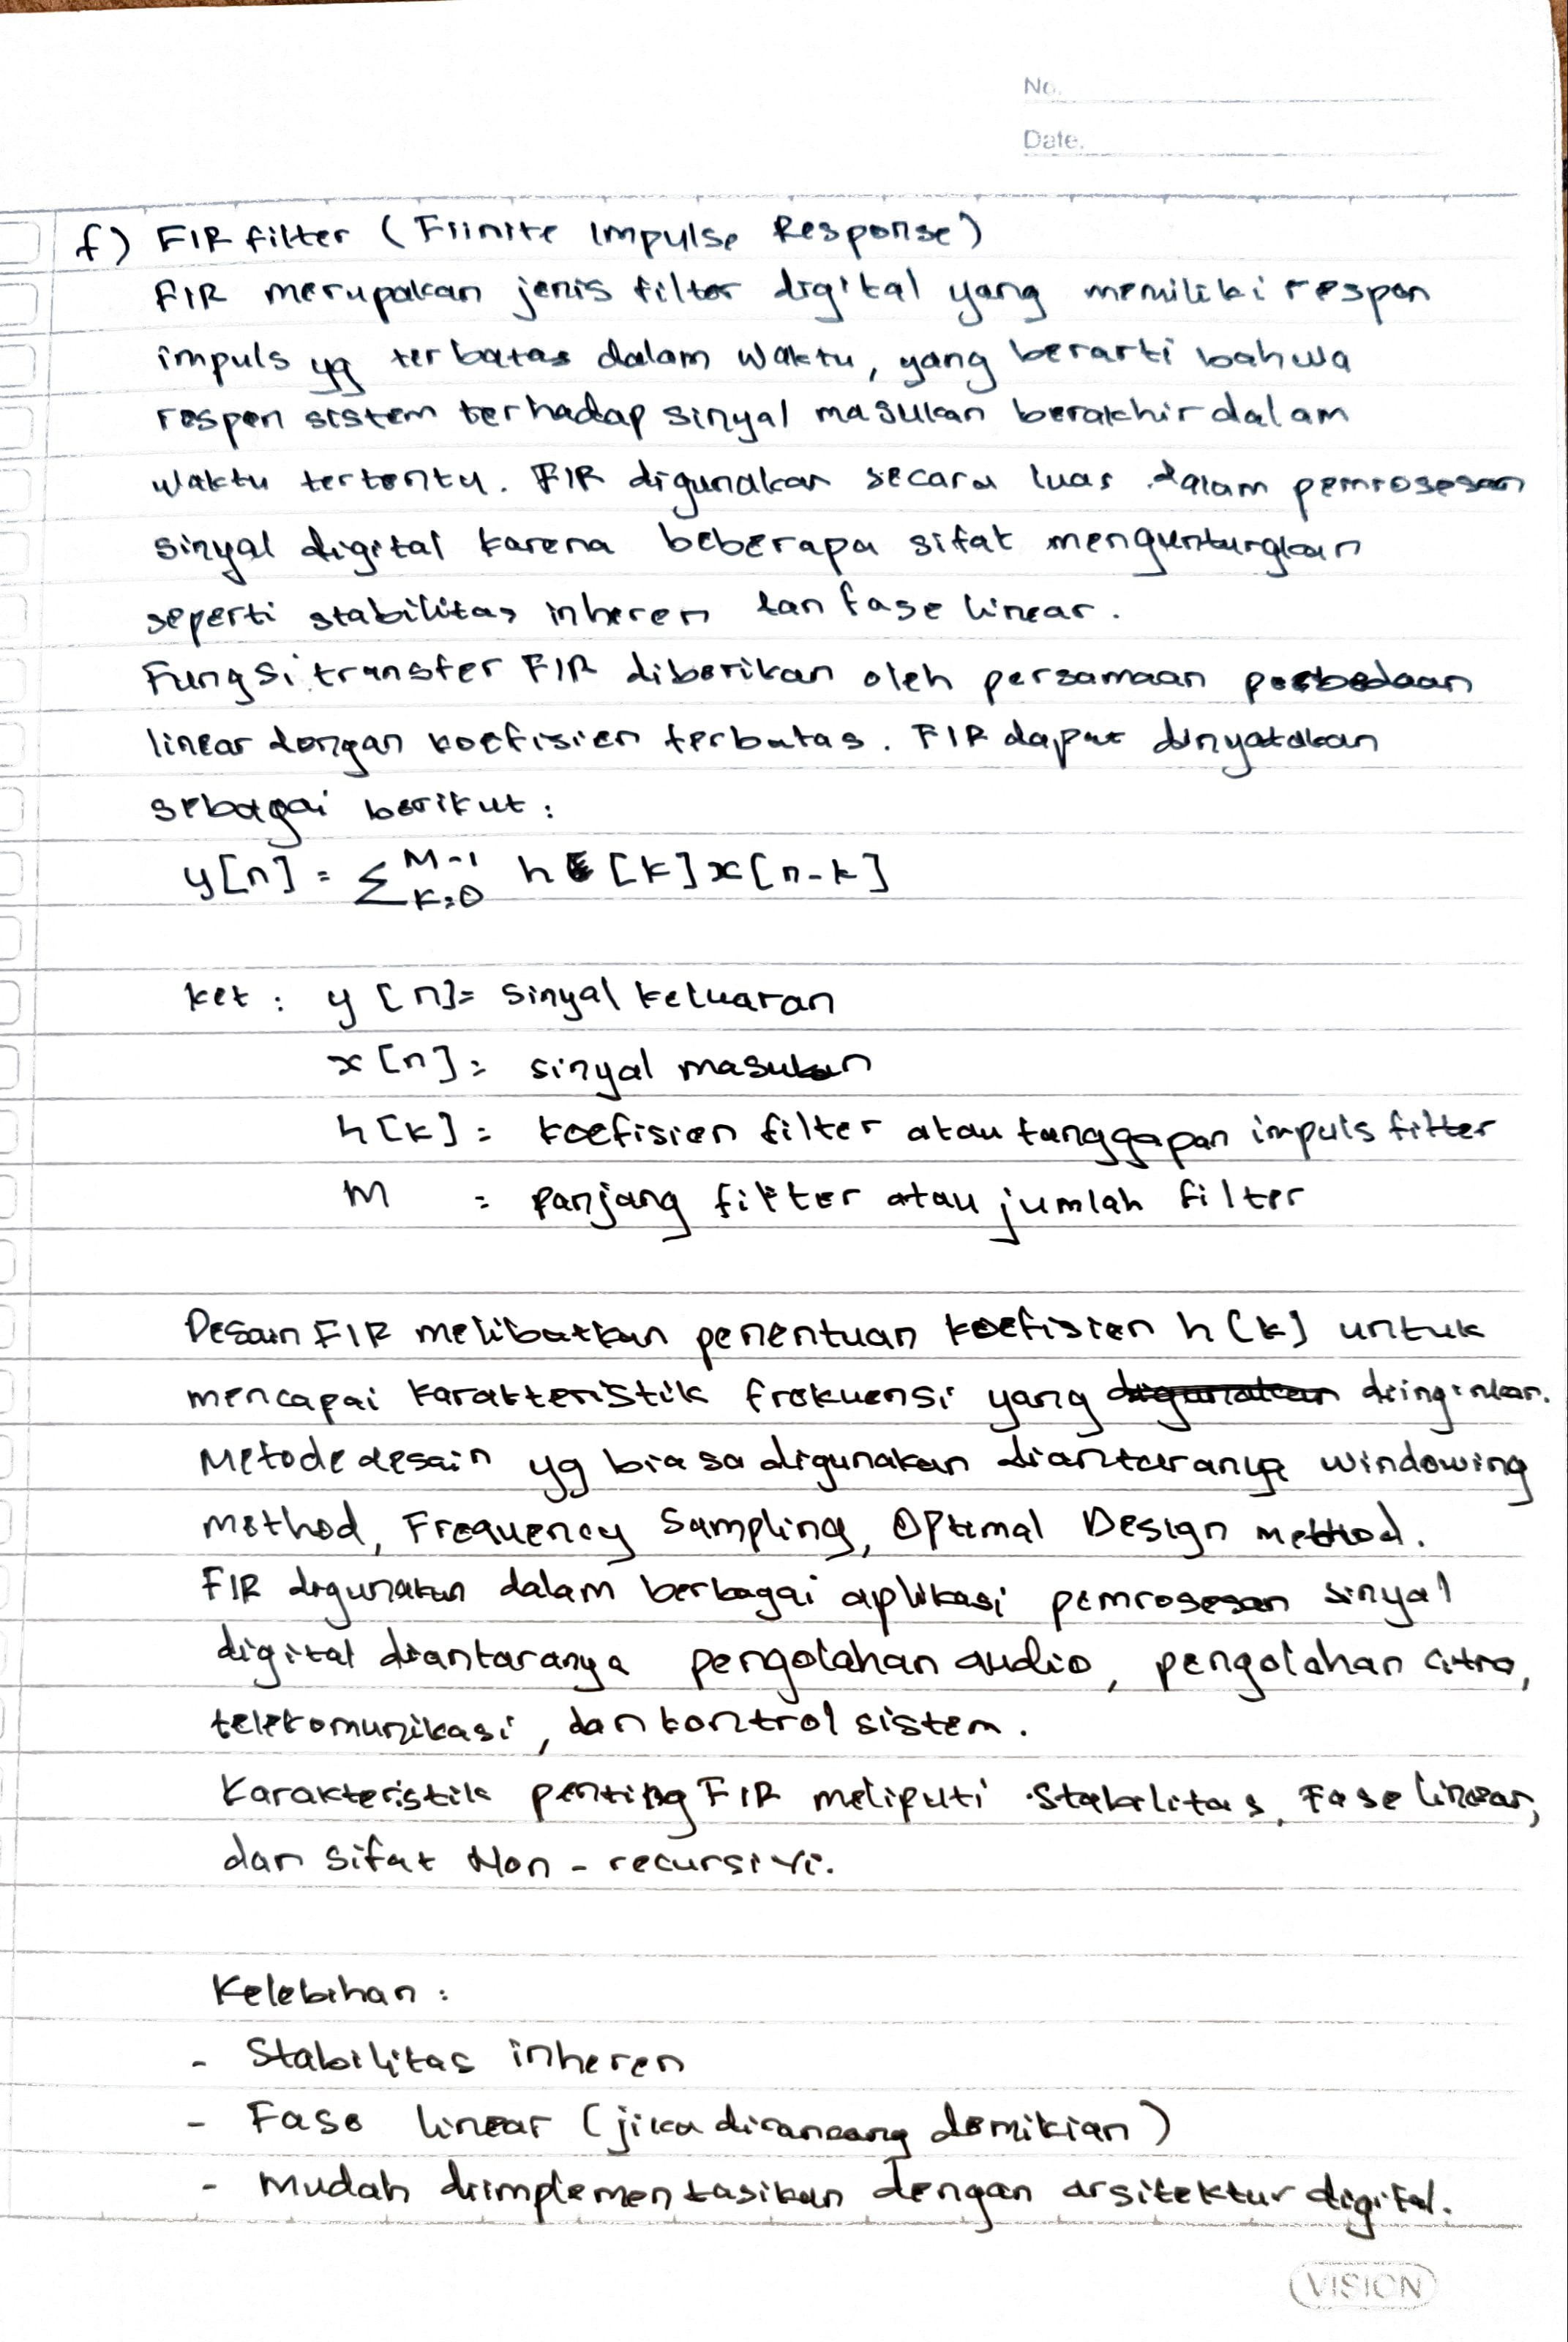 No.
Date.
f) FIR filter (Fiinite Impulse Response)
FIR merupakan jenis filter digital yang memiliki respon
impuls yg terbatas dalam waktu, yang berarti bahwa
respon sistem terhadap sinyal masukan berakhir dalam
waktu tertentu. FIR digunakan secara luas dalam pemrosesan
sinyal digital karena beberapa sifat menguntungkan
seperti stabilitas inheren dan fase linear.
Fungsi transfer FIR diberikan oleh persamaan perbedaan
linear dengan koefisien terbatas. FIR dapat dinyatakan
sebagai berikut :
y[n] = Σ_{k=0}^{M-1} h[k]x[n-k]
ket : y[n] = sinyal keluaran
x[n] = sinyal masukan
h[k] = koefisien filter atau tanggapan impuls filter
M = panjang filter atau jumlah filter
Desain FIR melibatkan penentuan koefisien h[k] untuk
mencapai karakteristik frekuensi yang diinginkan.
Metode desain yg biasa digunakan diantaranya windowing
method, Frequency Sampling, Optimal Design method.
FIR digunakan dalam berbagai aplikasi pemrosesan sinyal
digital diantaranya pengolahan audio, pengolahan citra,
telekomunikasi, dan kontrol sistem.
Karakteristik penting FIR meliputi stabilitas, Fase linear,
dan sifat Non-recursivi.
Kelebihan :
- Stabilitas inheren
- Fase linear (jika dirancang demikian)
- Mudah diimplementasikan dengan arsitektur digital.
VISION